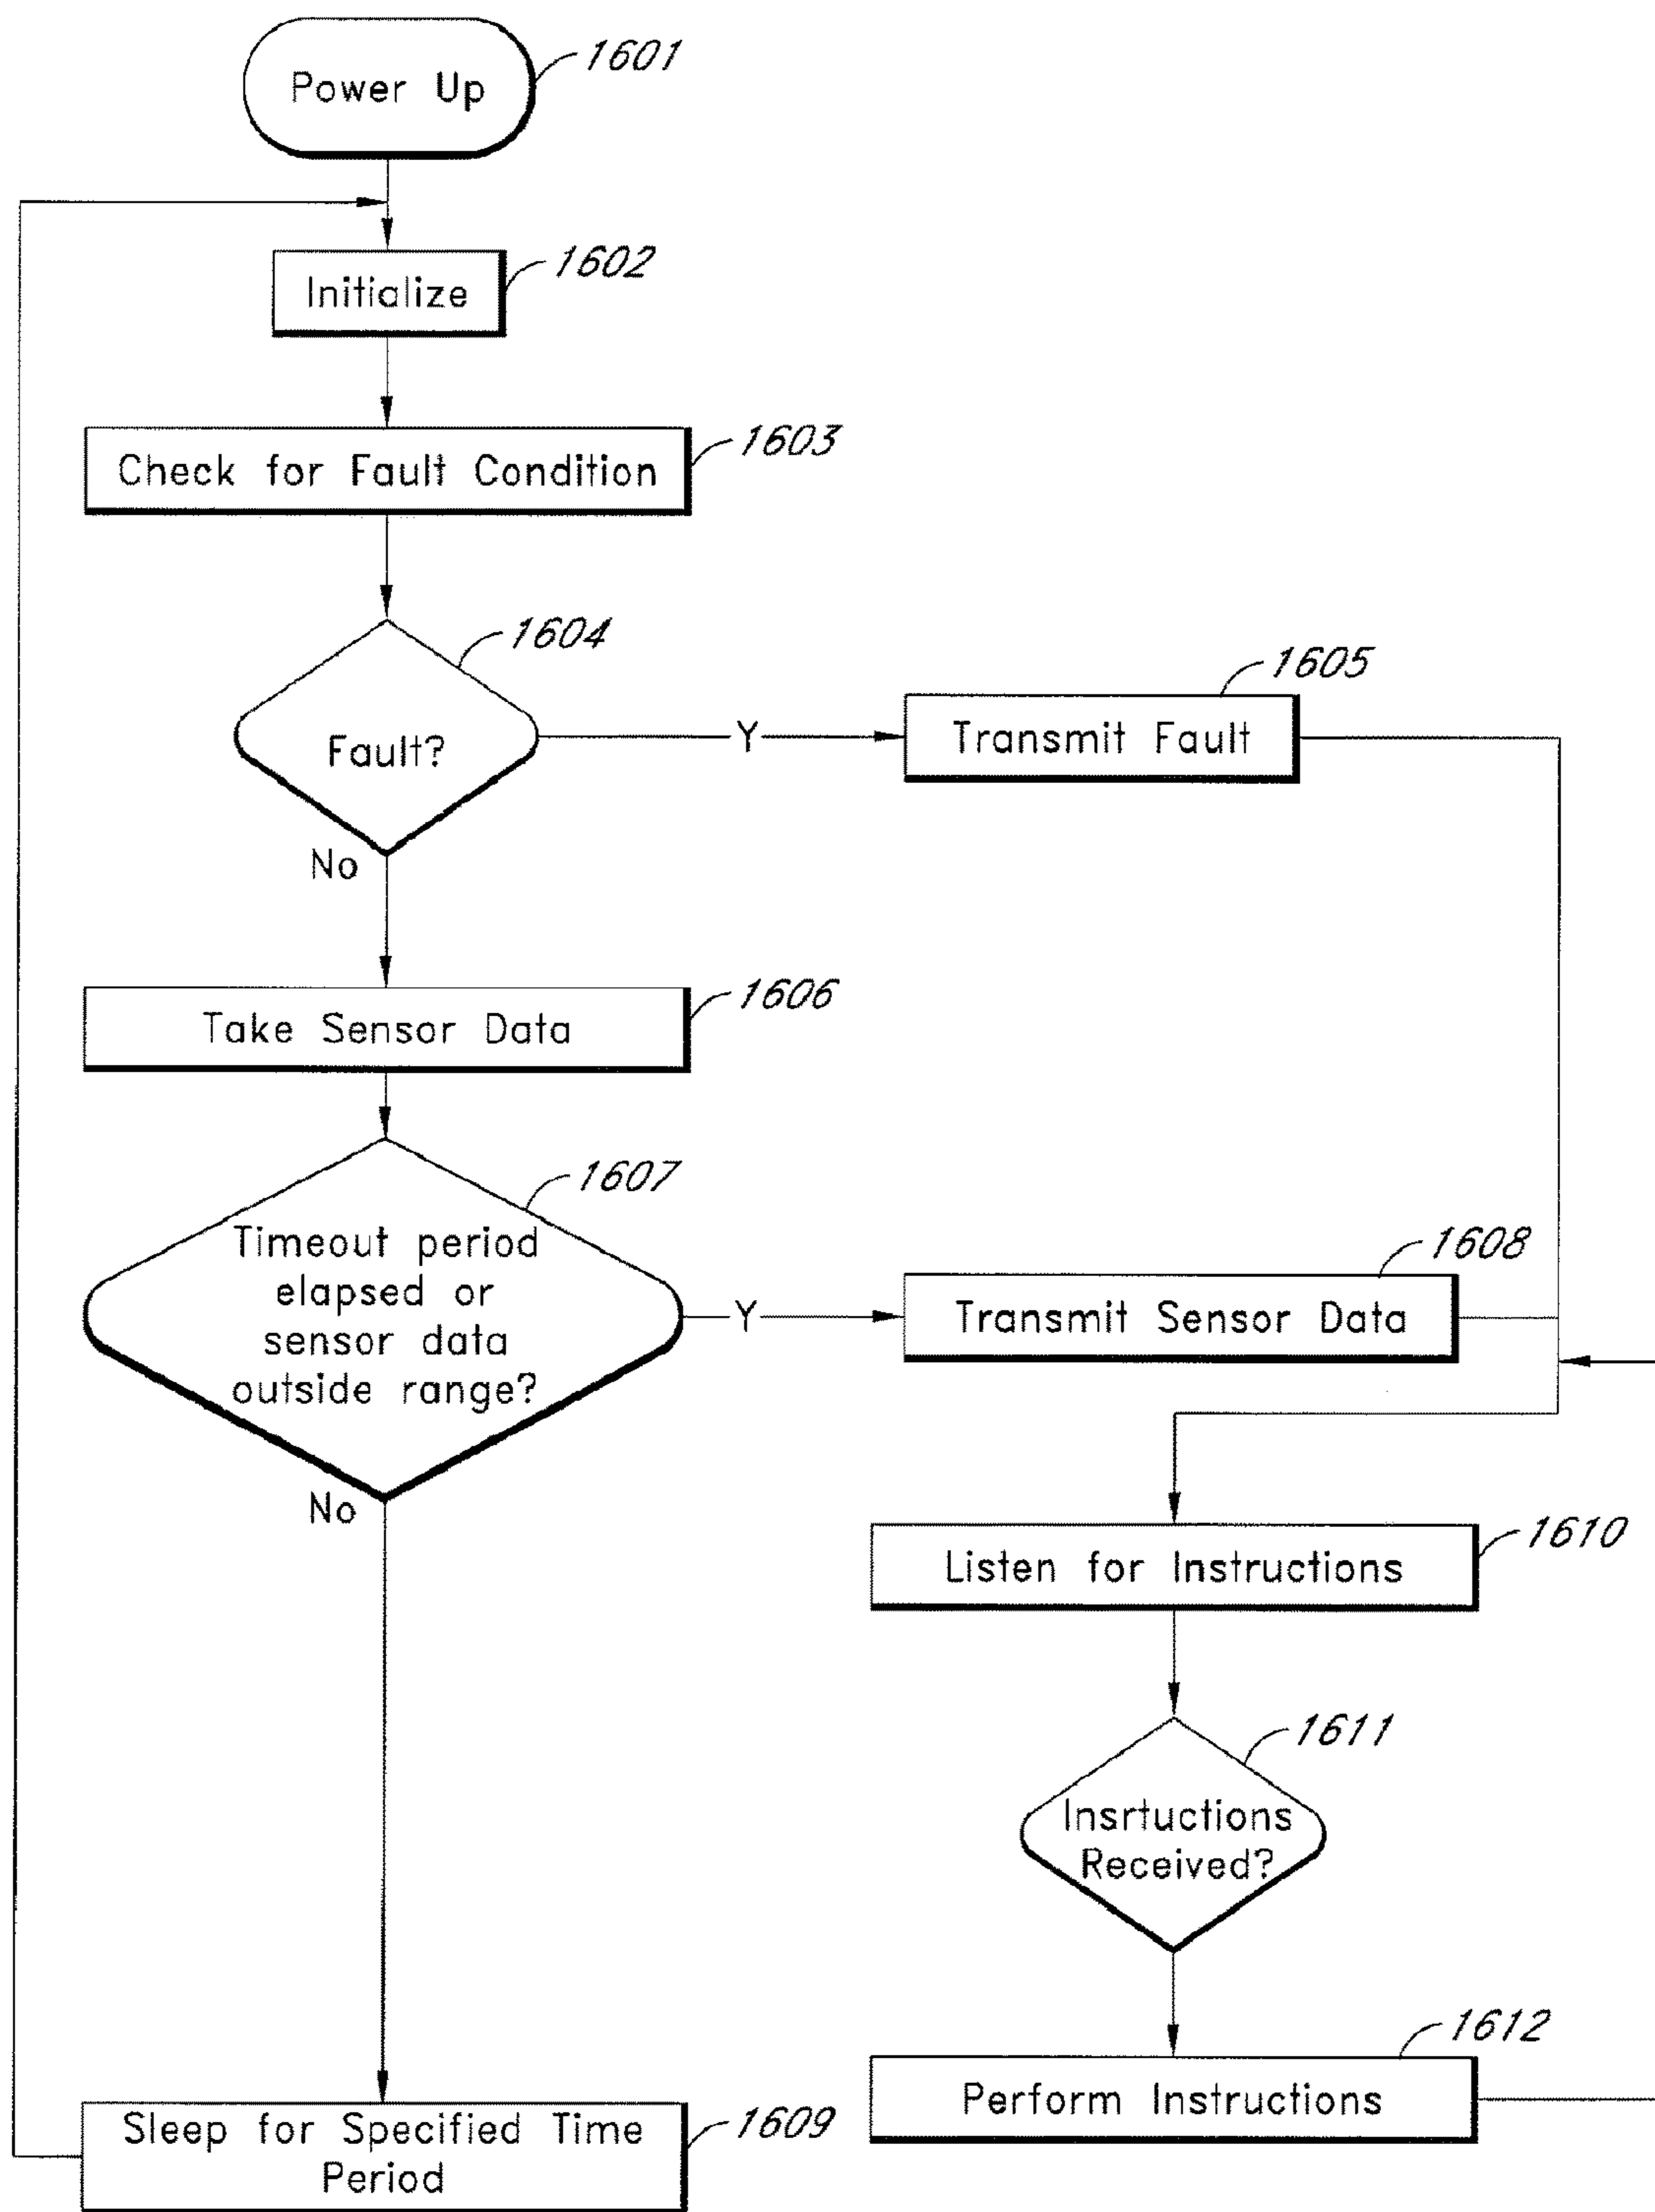 Power Up
1601
Initialize
1602
Check for Fault Condition
1603
1604
Fault?
Y
Transmit Fault
1605
No
Take Sensor Data
1606
1607
Timeout period
elapsed or
sensor data
outside range?
Y
Transmit Sensor Data
1608
No
Listen for Instructions
1610
1611
Insrtuctions
Received?
Perform Instructions
1612
Sleep for Specified Time
Period
1609